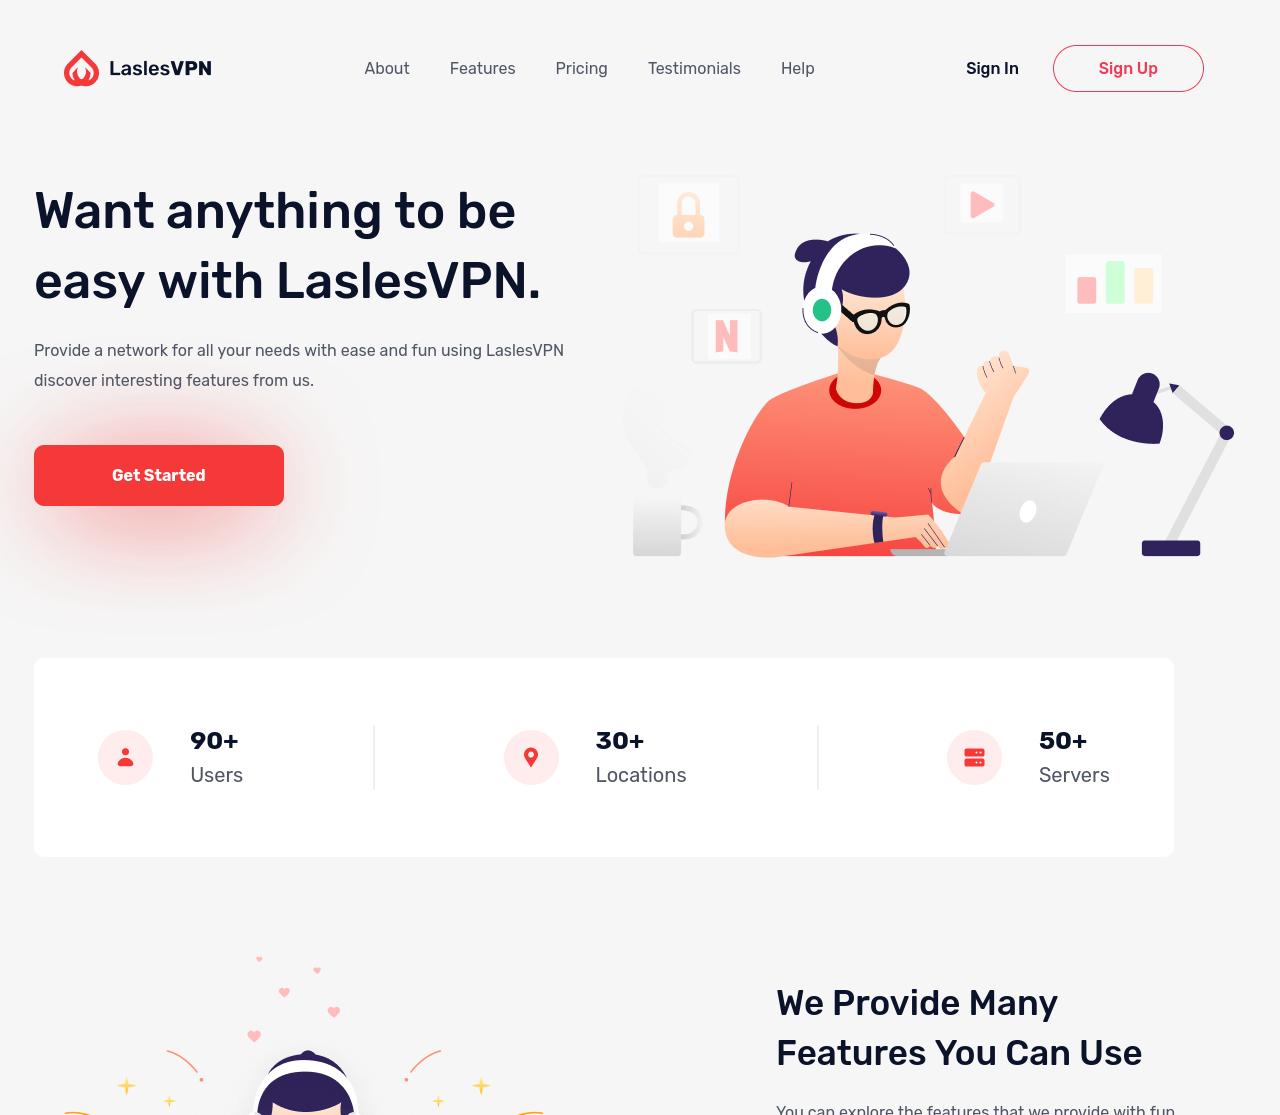 LaslesVPN
About
Features
Pricing
Testimonials
Help
Sign In
Sign Up
Want anything to be
easy with LaslesVPN.
Provide a network for all your needs with ease and fun using LaslesVPN
discover interesting features from us.
Get Started
N
90+
Users
30+
Locations
50+
Servers
We Provide Many
Features You Can Use
You can explore the features that we provide with fun